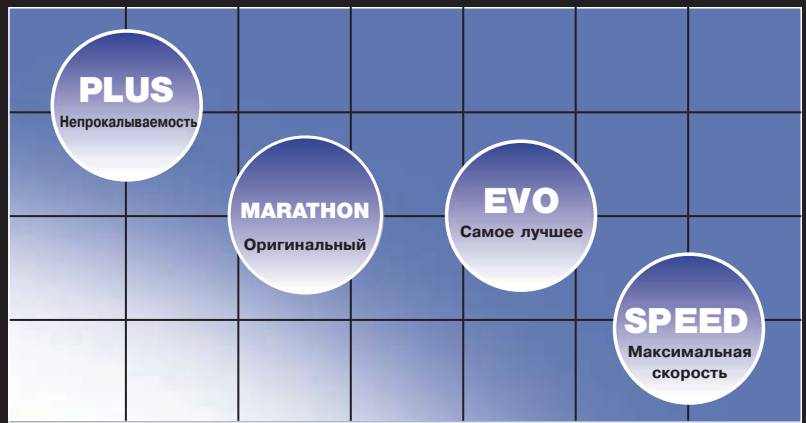 PLUS
Непрокалываемость
MARATHON
Оригинальный
EVO
Самое лучшее
SPEED
Максимальная
скорость